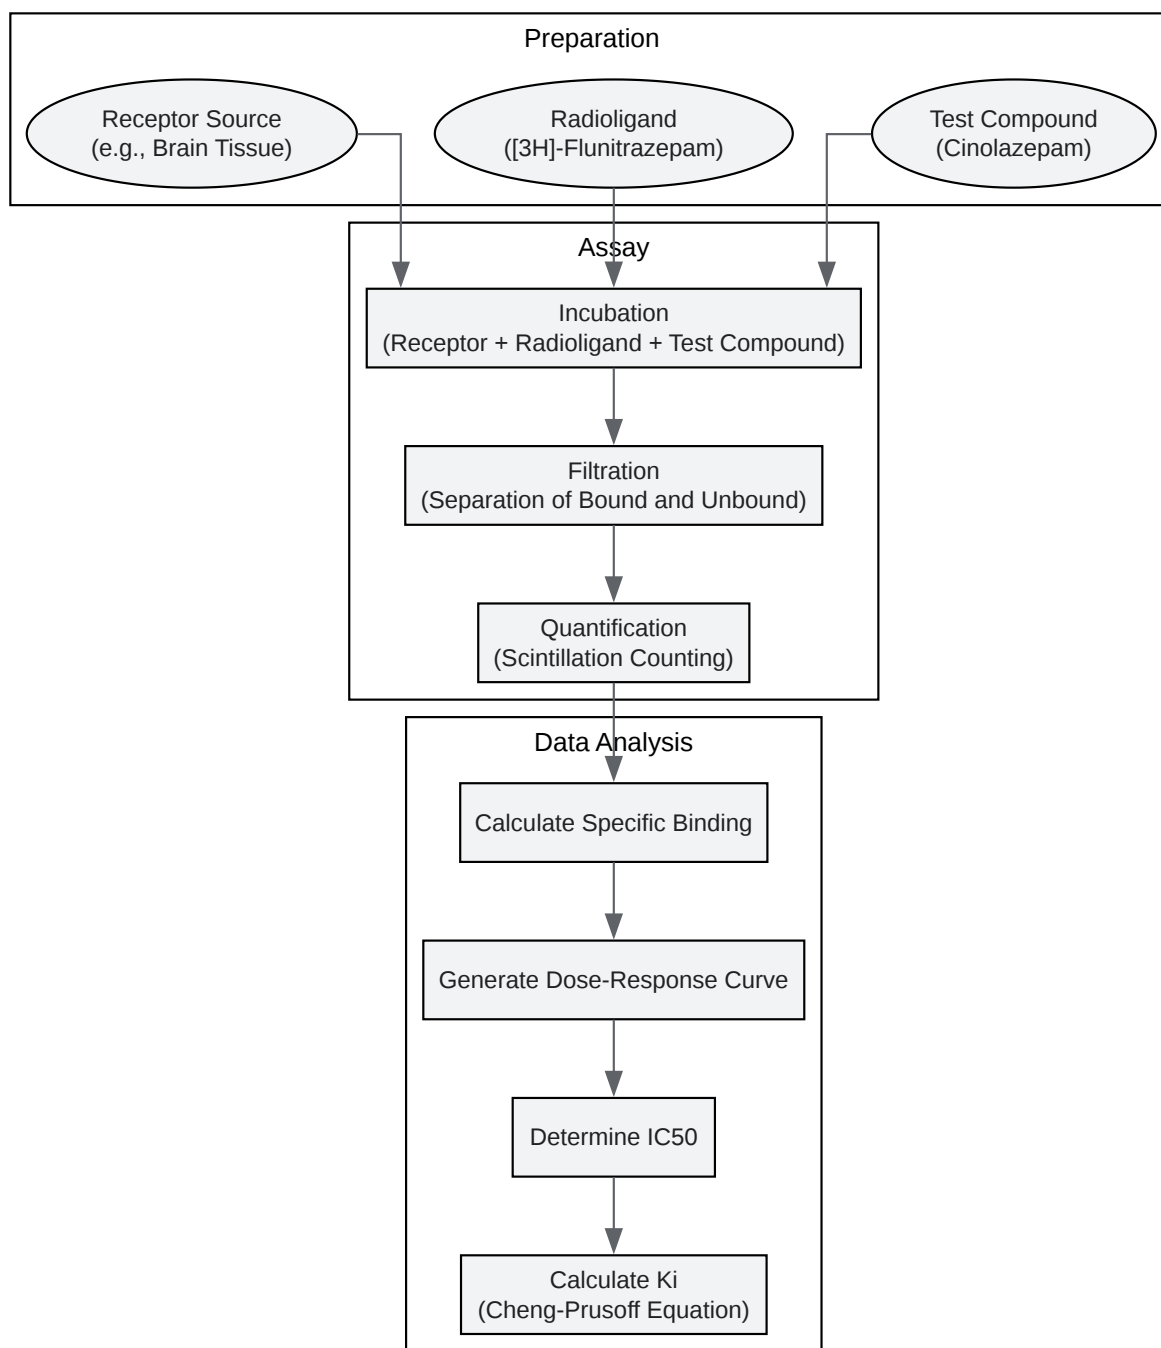 Preparation
Receptor Source
(e.g., Brain Tissue)
Radioligand
([3H]-Flunitrazepam)
Test Compound
(Cinolazepam)
Assay
Incubation
(Receptor + Radioligand + Test Compound)
Filtration
(Separation of Bound and Unbound)
Quantification
(Scintillation Counting)
Data Analysis
Calculate Specific Binding
Generate Dose-Response Curve
Determine IC50
Calculate Ki
(Cheng-Prusoff Equation)